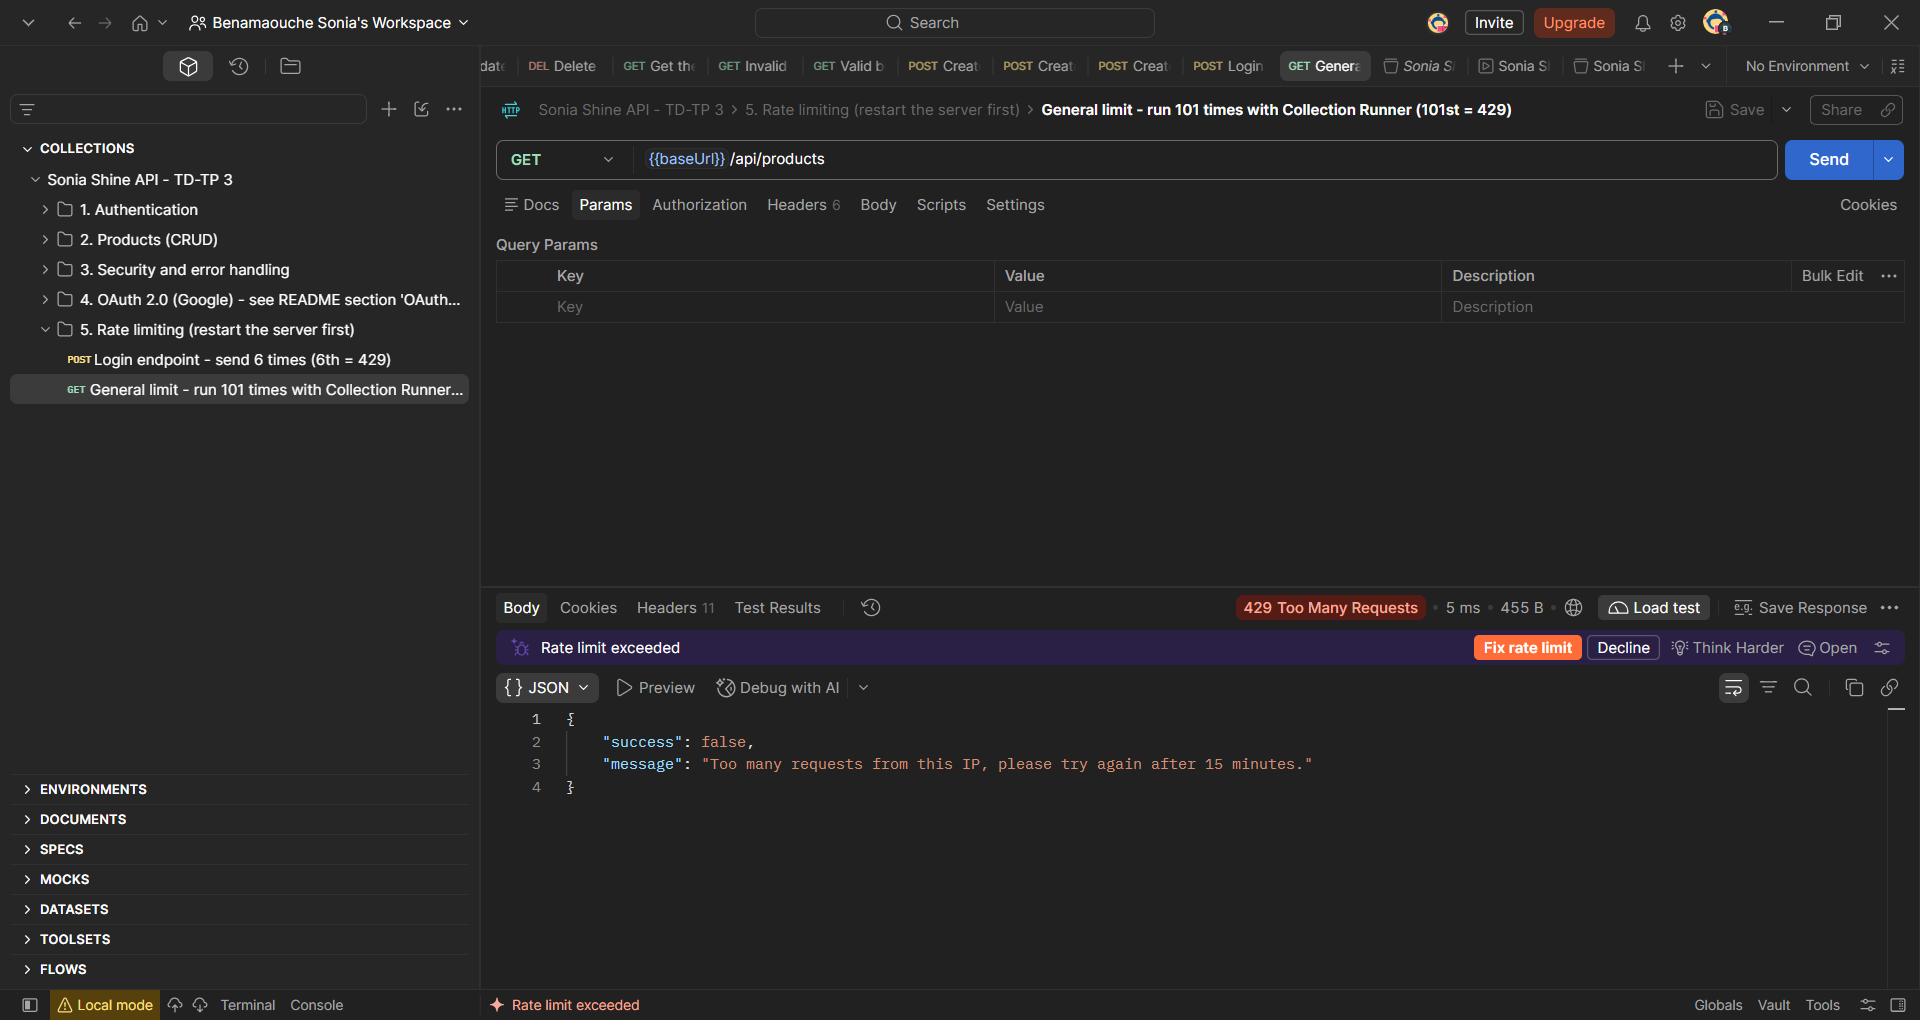 Benamaouche Sonia's Workspace
Search
Invite
Upgrade
DEL Delete
GET Get the
GET Invalid
GET Valid b
POST Creat
POST Creat
POST Creat
POST Login
GET Genera
Sonia S
Sonia S
Sonia S
No Environment
HTTP
Sonia Shine API - TD-TP 3 > 5. Rate limiting (restart the server first) > General limit - run 101 times with Collection Runner (101st = 429)
Save
Share
COLLECTIONS
Sonia Shine API - TD-TP 3
1. Authentication
2. Products (CRUD)
3. Security and error handling
4. OAuth 2.0 (Google) - see README section 'OAuth...
5. Rate limiting (restart the server first)
POST Login endpoint - send 6 times (6th = 429)
GET General limit - run 101 times with Collection Runner...
GET
{{baseUrl}} /api/products
Send
Docs
Params
Authorization
Headers 6
Body
Scripts
Settings
Cookies
Query Params
Key
Value
Description
Bulk Edit
Key
Value
Description
Body
Cookies
Headers 11
Test Results
429 Too Many Requests
5 ms
455 B
Load test
e.g. Save Response
Rate limit exceeded
Fix rate limit
Decline
Think Harder
Open
{} JSON
Preview
Debug with AI
1 {
2 "success": false,
3 "message": "Too many requests from this IP, please try again after 15 minutes."
4 }
ENVIRONMENTS
DOCUMENTS
SPECS
MOCKS
DATASETS
TOOLSETS
FLOWS
Local mode
Terminal
Console
Rate limit exceeded
Globals
Vault
Tools